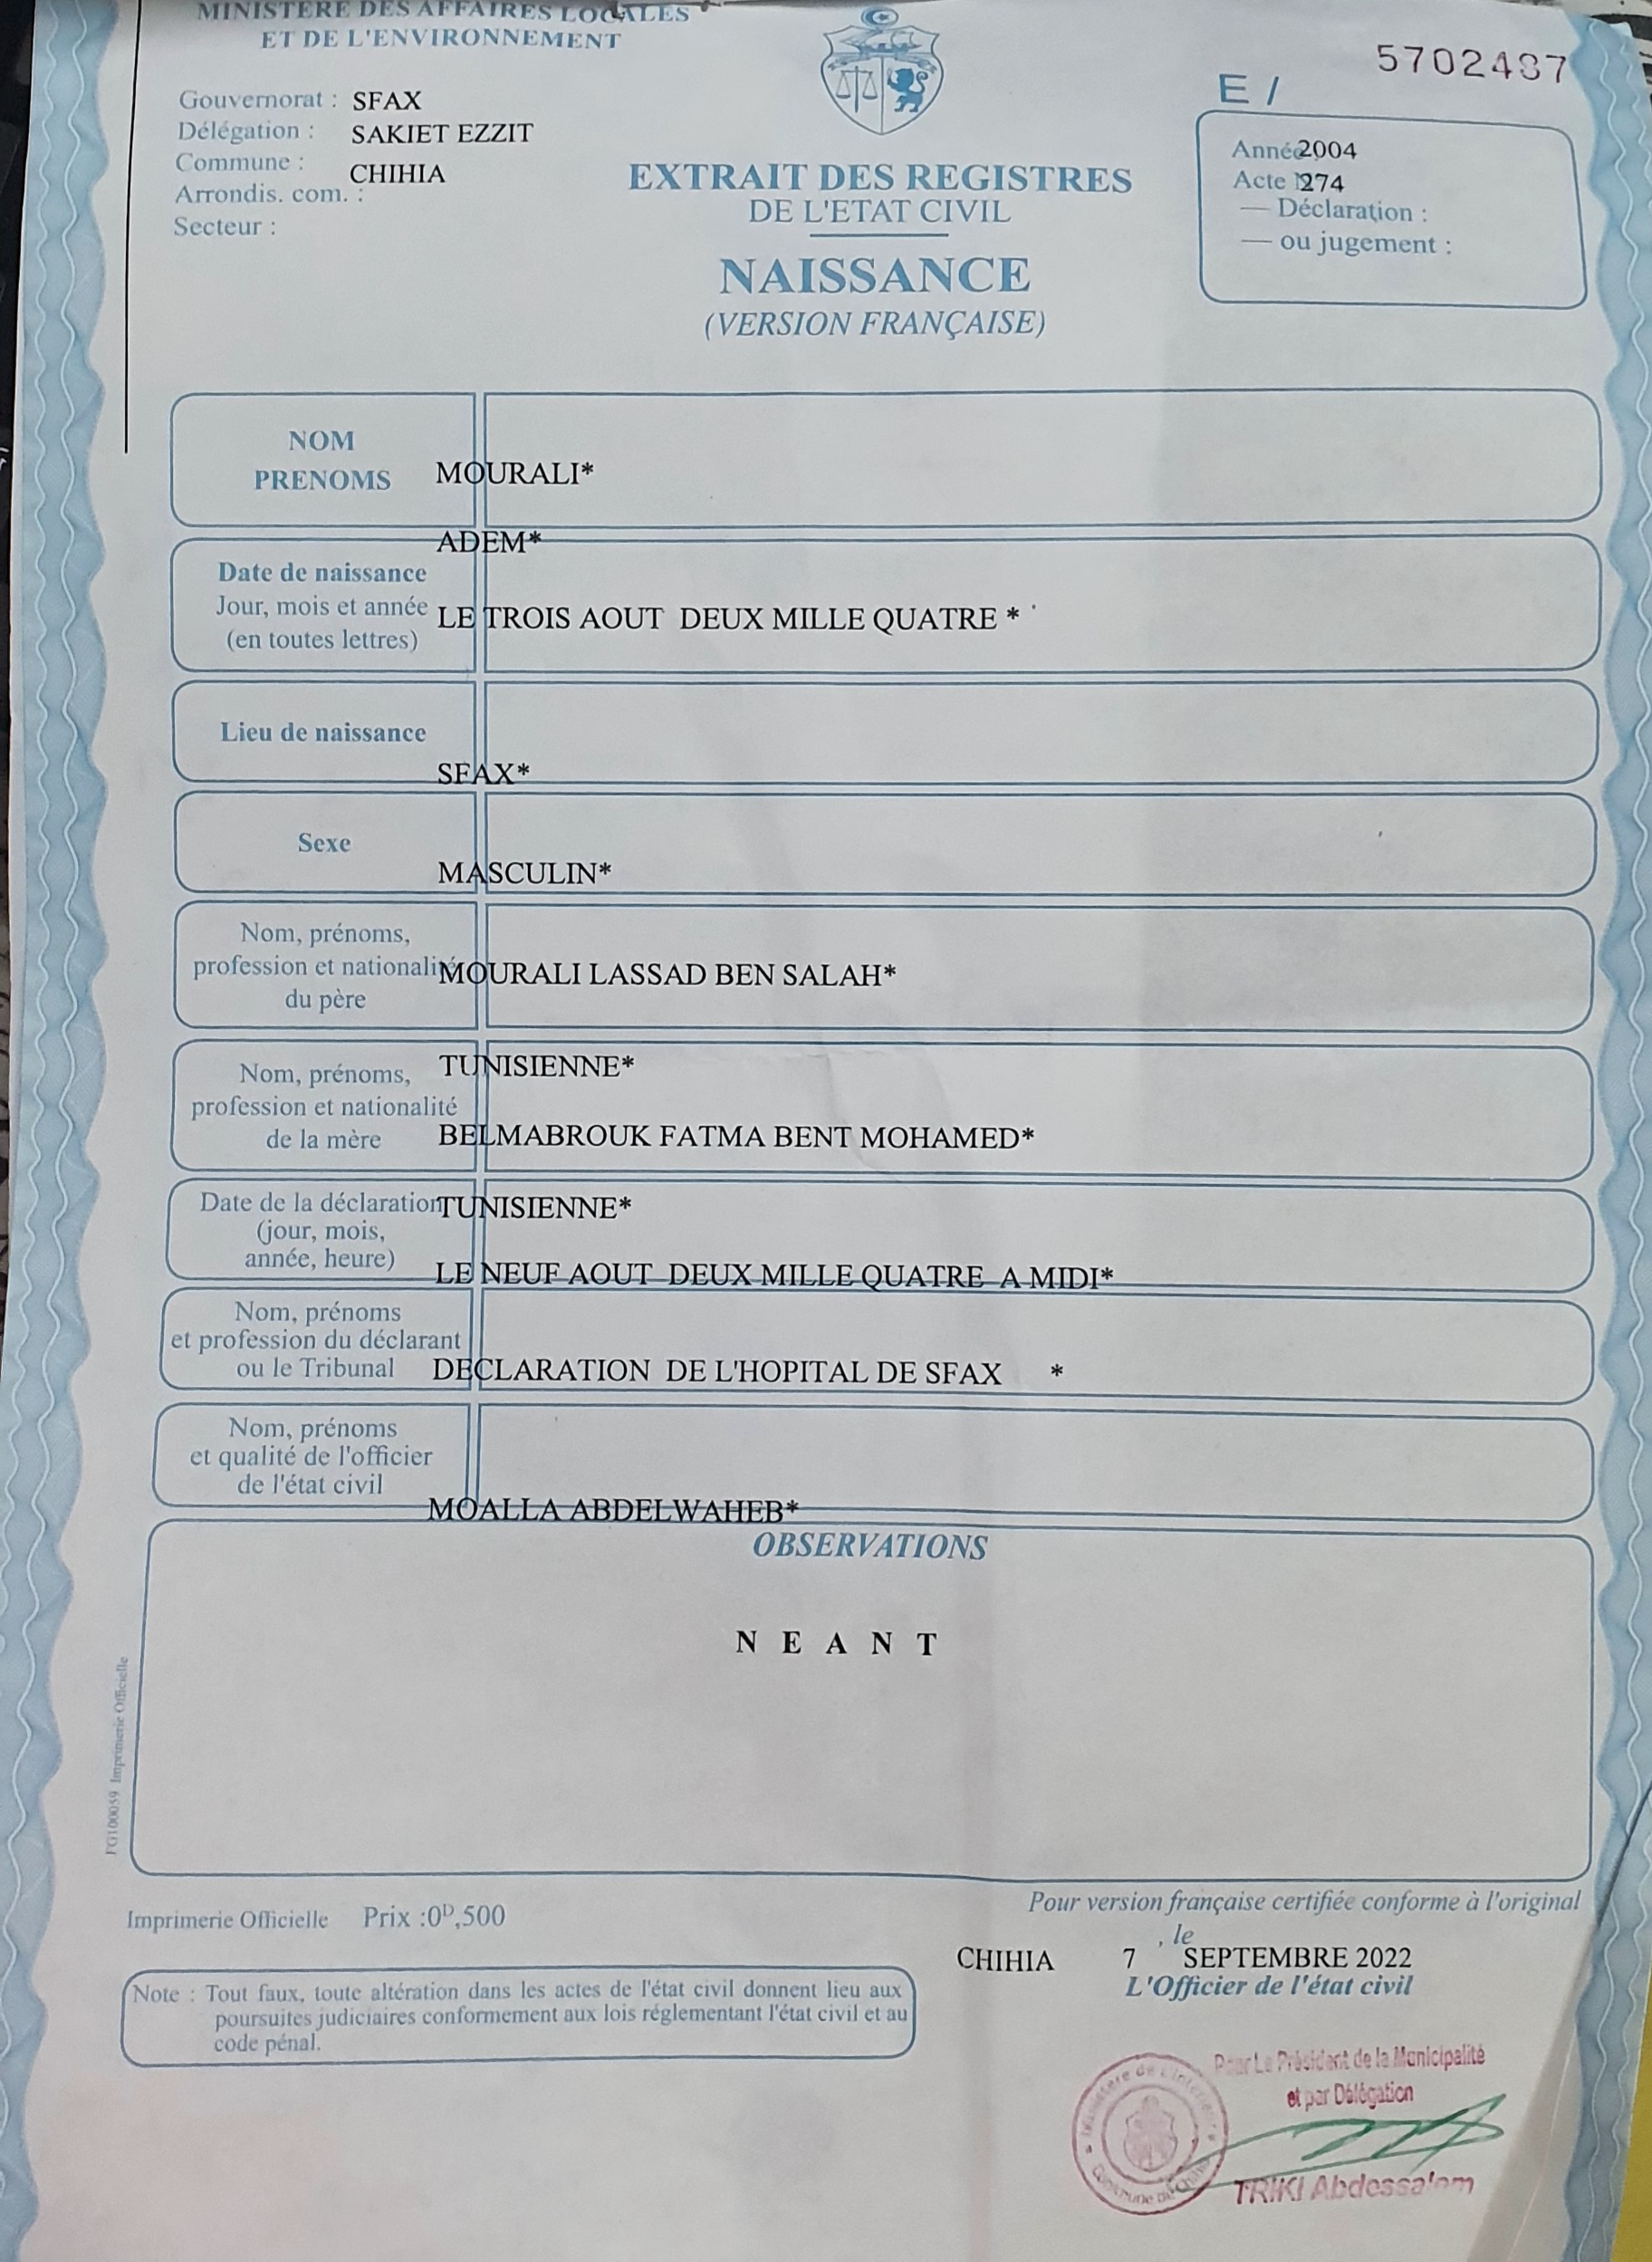 MINISTERE DES AFFAIRES LOCALES
ET DE L'ENVIRONNEMENT
5702487
E /
Gouvernorat : SFAX
Délégation : SAKIET EZZIT
Commune : CHIHIA
Arrondis. com. :
Secteur :
EXTRAIT DES REGISTRES
DE L'ETAT CIVIL
NAISSANCE
(VERSION FRANÇAISE)
Année 2004
Acte 274
— Déclaration :
— ou jugement :
NOM
PRENOMS
MOURALI*
ADEM*
Date de naissance
Jour, mois et année
(en toutes lettres)
LE TROIS AOUT DEUX MILLE QUATRE *
Lieu de naissance
SFAX*
Sexe
MASCULIN*
Nom, prénoms,
profession et nationalité
du père
MOURALI LASSAD BEN SALAH*
TUNISIENNE*
Nom, prénoms,
profession et nationalité
de la mère
BELMABROUK FATMA BENT MOHAMED*
TUNISIENNE*
Date de la déclaration
(jour, mois,
année, heure)
LE NEUF AOUT DEUX MILLE QUATRE A MIDI*
Nom, prénoms
et profession du déclarant
ou le Tribunal
DECLARATION DE L'HOPITAL DE SFAX *
Nom, prénoms
et qualité de l'officier
de l'état civil
MOALLA ABDELWAHEB*
OBSERVATIONS
N E A N T
FG100059 Imprimerie Officielle
Imprimerie Officielle Prix :0D,500
Pour version française certifiée conforme à l'original
, le
CHIHIA 7 SEPTEMBRE 2022
L'Officier de l'état civil
Note : Tout faux, toute altération dans les actes de l'état civil donnent lieu aux
poursuites judiciaires conformement aux lois réglementant l'état civil et au
code pénal.
Pour Le Président de la Municipalité
et par Délégation
Ministère de l'Intérieur
Commune de Chihia
TRIKI Abdessalem